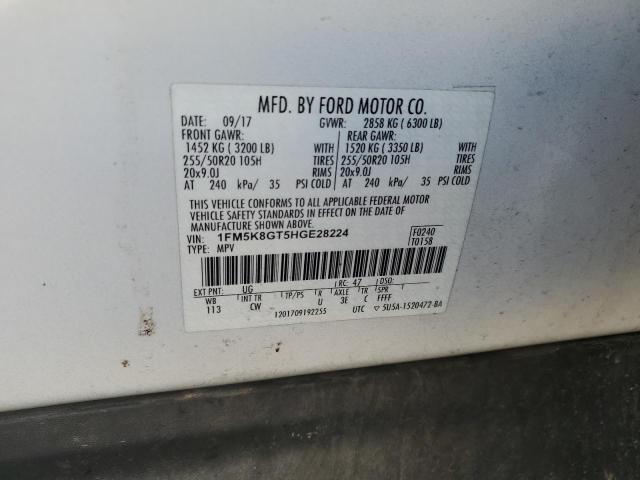 MFD. BY FORD MOTOR CO.
DATE: 09/17 GVWR: 2858 KG ( 6300 LB)
FRONT GAWR: REAR GAWR:
1452 KG ( 3200 LB) WITH 1520 KG ( 3350 LB) WITH
255/50R20 105H TIRES 255/50R20 105H TIRES
20x9.0J RIMS 20x9.0J RIMS
AT 240 kPa/ 35 PSI COLD AT 240 kPa/ 35 PSI COLD
THIS VEHICLE CONFORMS TO ALL APPLICABLE FEDERAL MOTOR
VEHICLE SAFETY STANDARDS IN EFFECT ON THE DATE OF
MANUFACTURE SHOWN ABOVE.
VIN: 1FM5K8GT5HGE28224 F0240
TYPE: MPV T0158
EXT PNT: UG RC: 47 DSO:
WB INT TR TP/PS R AXLE TR SPR
113 CW U 3E C FFFF
1201709192255 UTC ▽ 5U5A-1520472-BA